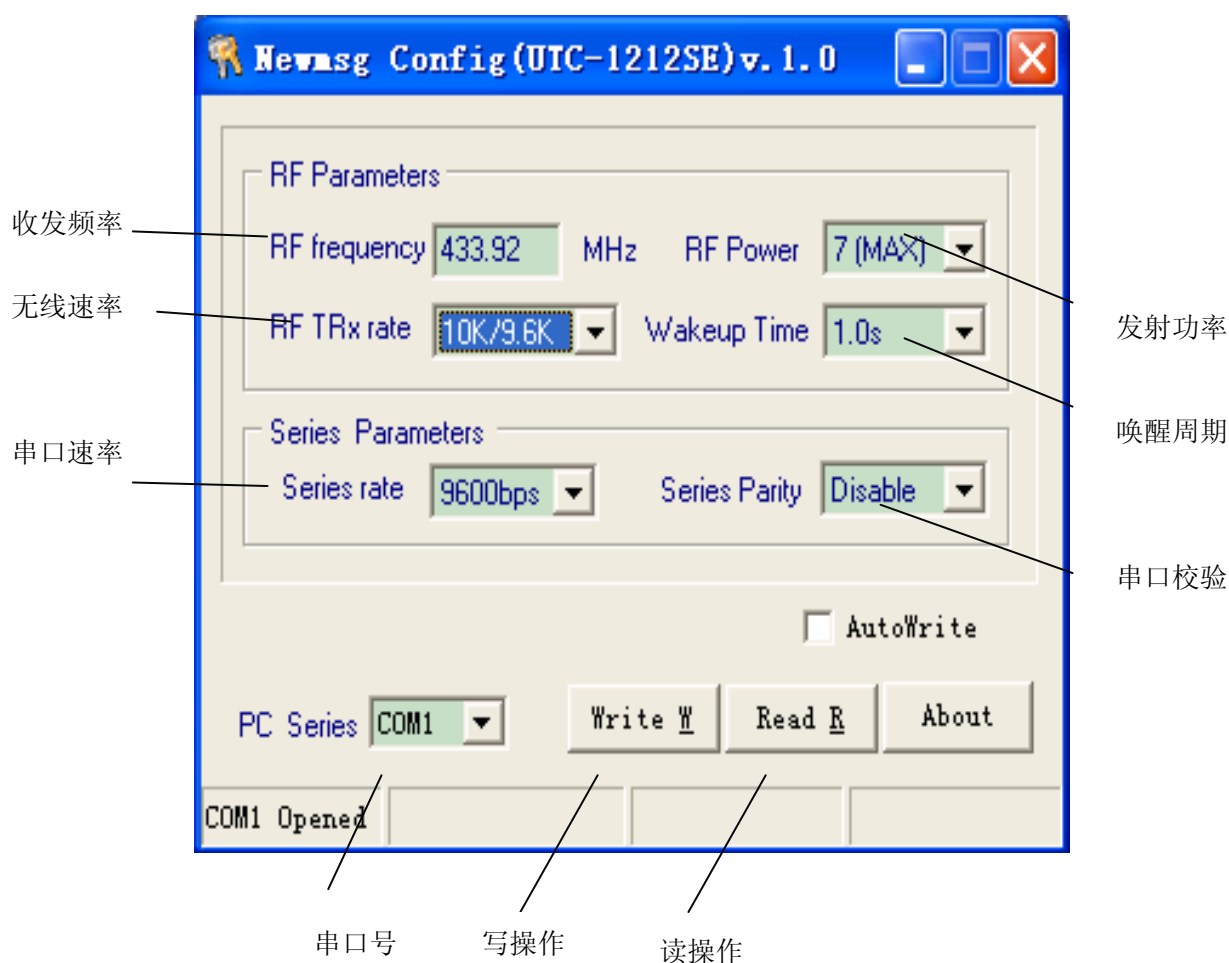 Newmsg Config(UTC-1212SE)v.1.0
RF Parameters
收发频率
RF frequency 433.92 MHz RF Power 7 (MAX)
无线速率
RF TRx rate 10K/9.6K Wakeup Time 1.0s
发射功率
Series Parameters
唤醒周期
串口速率
Series rate 9600bps Series Parity Disable
串口校验
AutoWrite
PC Series COM1 Write W Read R About
COM1 Opened
串口号 写操作 读操作